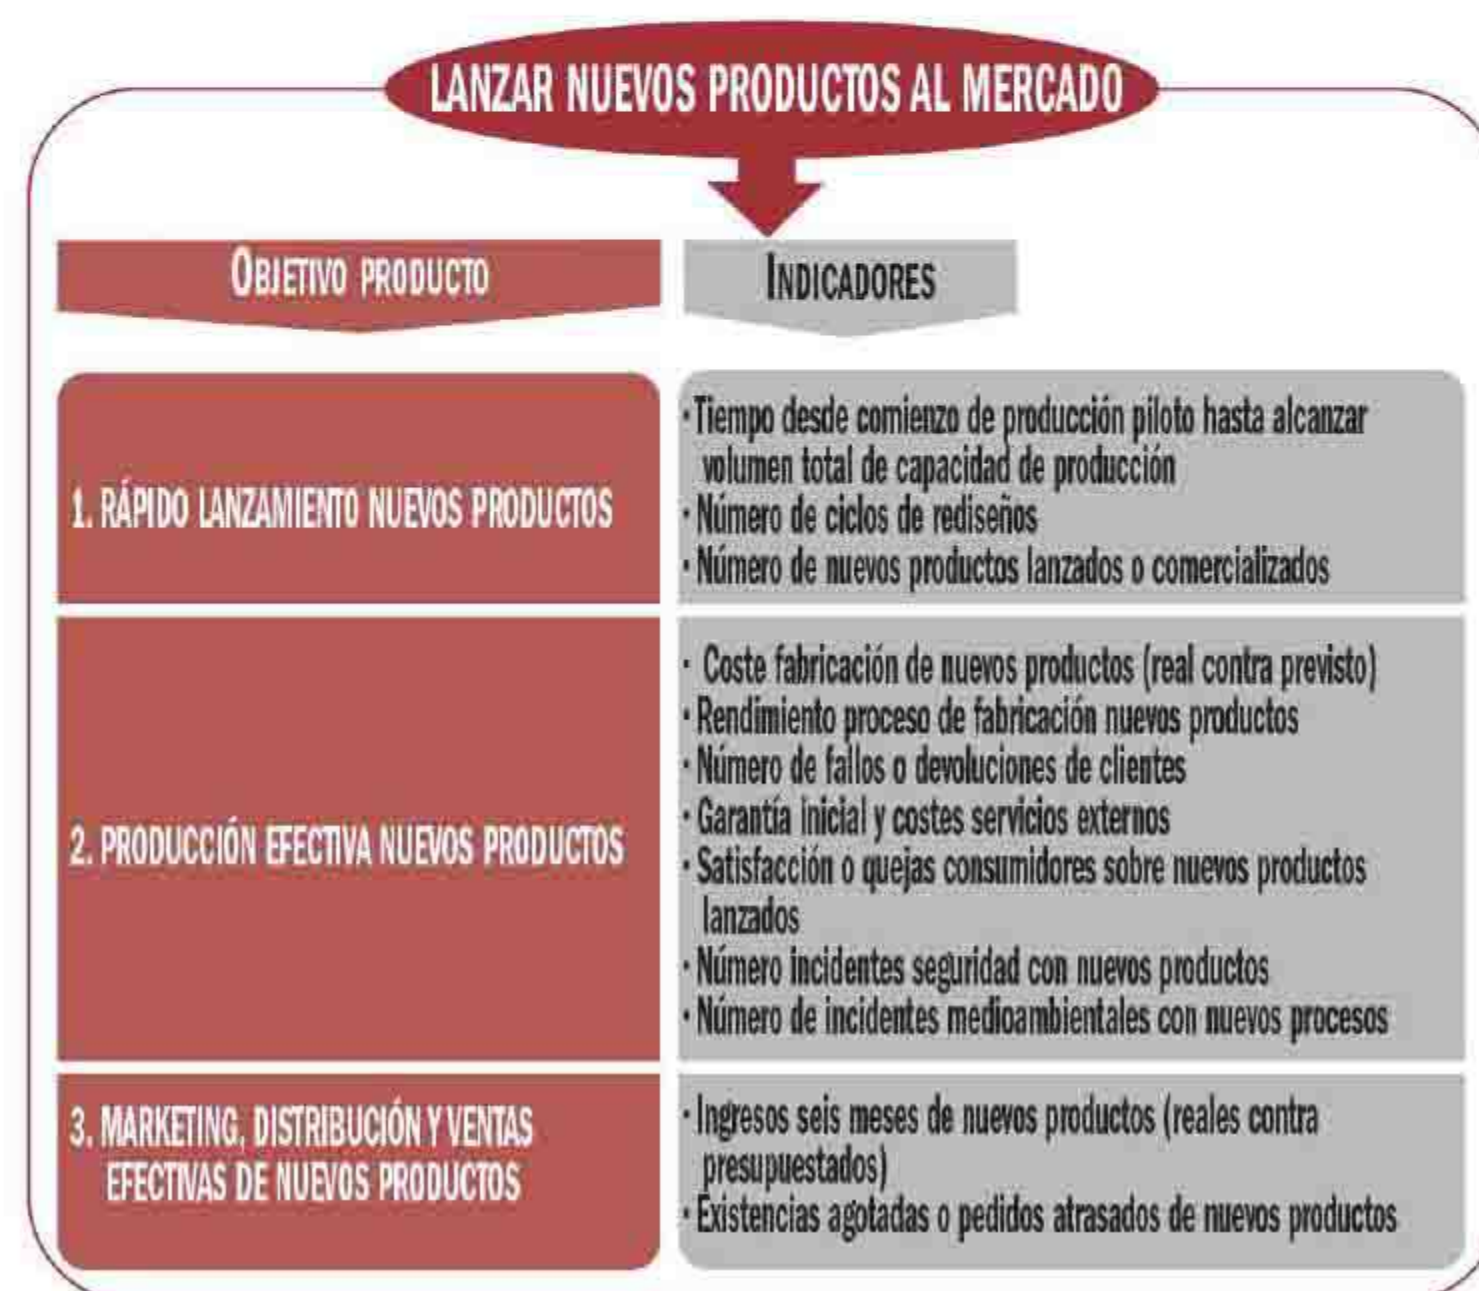 LANZAR NUEVOS PRODUCTOS AL MERCADO
OBJETIVO PRODUCTO
INDICADORES
1. RÁPIDO LANZAMIENTO NUEVOS PRODUCTOS
· Tiempo desde comienzo de producción piloto hasta alcanzar
volumen total de capacidad de producción
· Número de ciclos de rediseños
· Número de nuevos productos lanzados o comercializados
2. PRODUCCIÓN EFECTIVA NUEVOS PRODUCTOS
· Coste fabricación de nuevos productos (real contra previsto)
· Rendimiento proceso de fabricación nuevos productos
· Número de fallos o devoluciones de clientes
· Garantía inicial y costes servicios externos
· Satisfacción o quejas consumidores sobre nuevos productos
lanzados
· Número incidentes seguridad con nuevos productos
· Número de incidentes medioambientales con nuevos procesos
3. MARKETING, DISTRIBUCIÓN Y VENTAS
EFECTIVAS DE NUEVOS PRODUCTOS
· Ingresos seis meses de nuevos productos (reales contra
presupuestados)
· Existencias agotadas o pedidos atrasados de nuevos productos